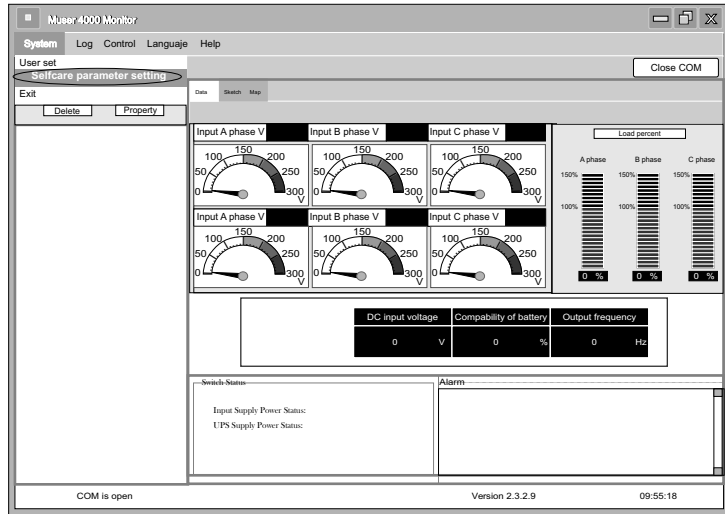 Muser 4000 Monitor
System Log Control Languaje Help
User set
Selfcare parameter setting
Close COM
Exit
Delete Property
Data Sketch Map
Input A phase V Input B phase V Input C phase V
0 50 100 150 200 250 300 V
0 50 100 150 200 250 300 V
0 50 100 150 200 250 300 V
Input A phase V Input B phase V Input C phase V
0 50 100 150 200 250 300 V
0 50 100 150 200 250 300 V
0 50 100 150 200 250 300 V
Load percent
A phase B phase C phase
150% 150% 150%
100% 100% 100%
0 % 0 % 0 %
DC input voltage Compability of battery Output frequency
0 V 0 % 0 Hz
Switch Status
Input Supply Power Status:
UPS Supply Power Status:
Alarm
COM is open Version 2.3.2.9 09:55:18